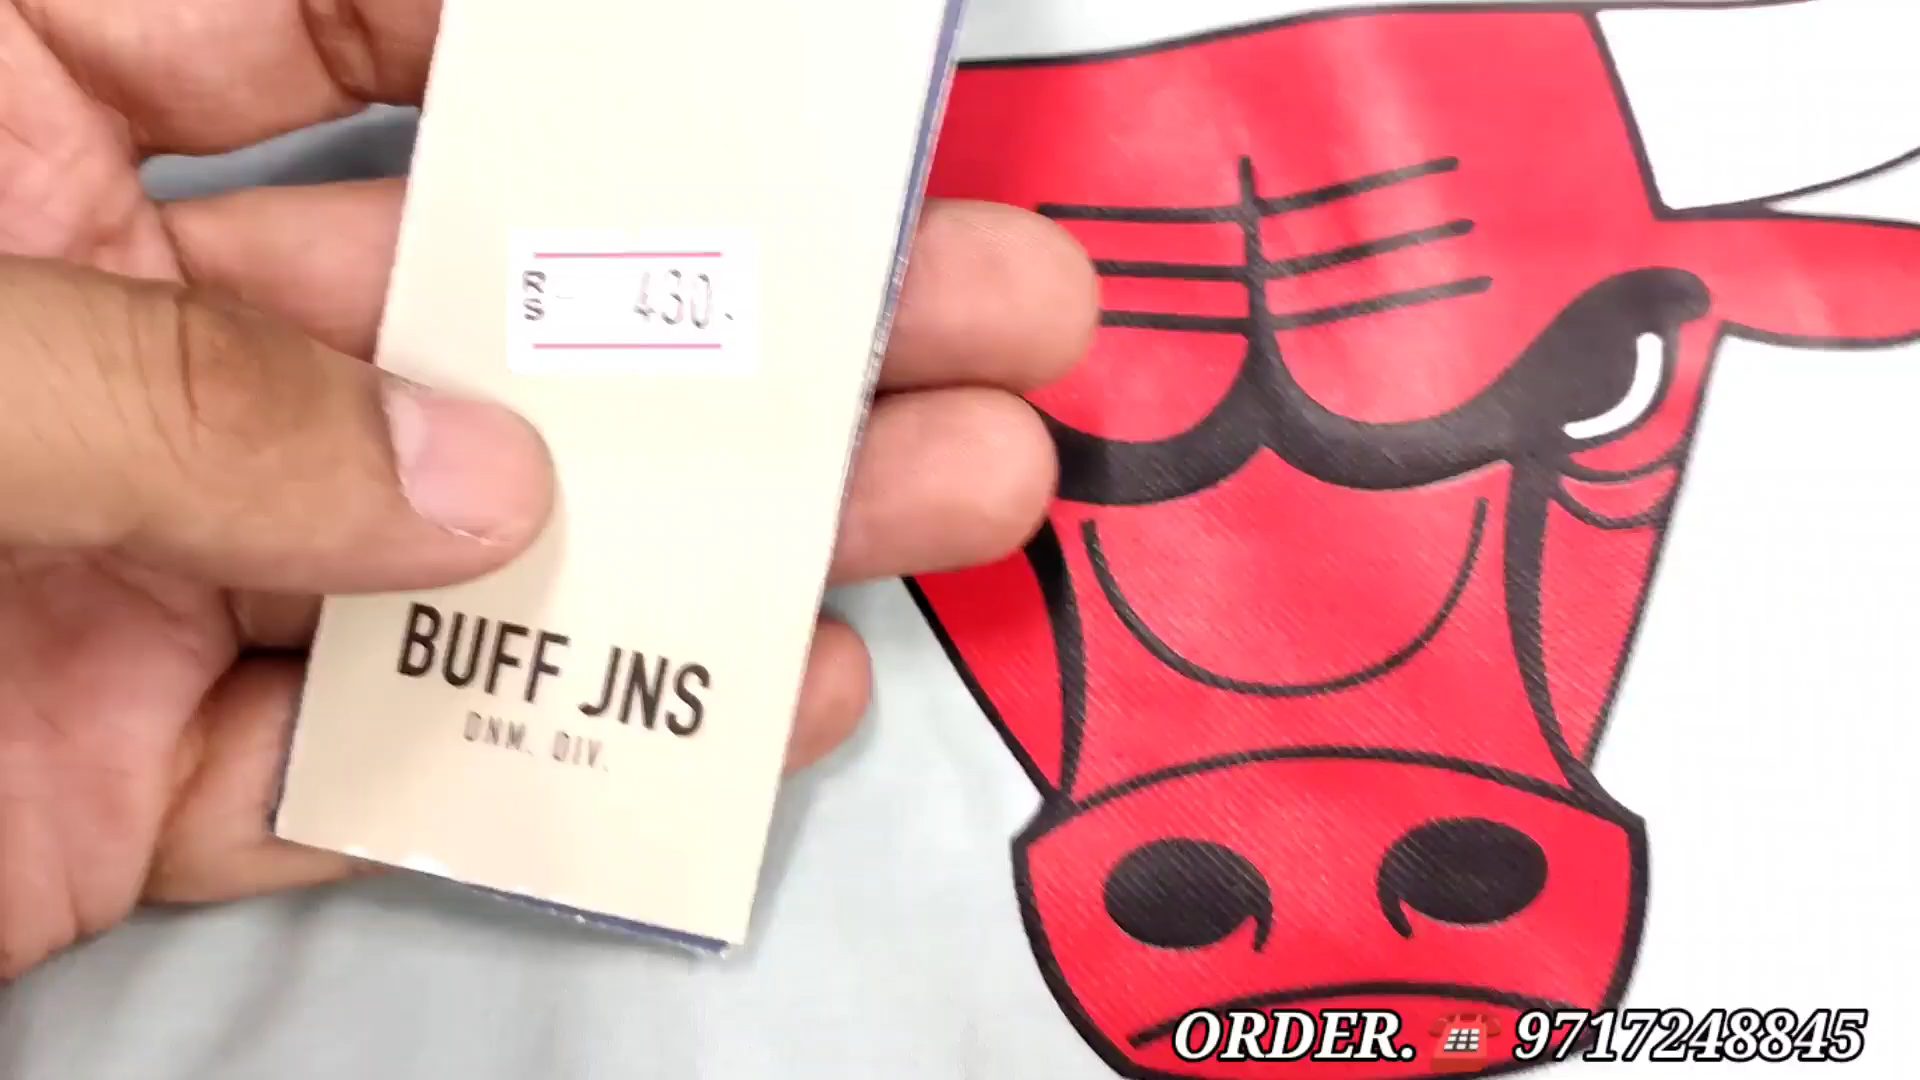 RS - 430.
BUFF JNS
DNM. DIV.
ORDER. ☎ 9717248845